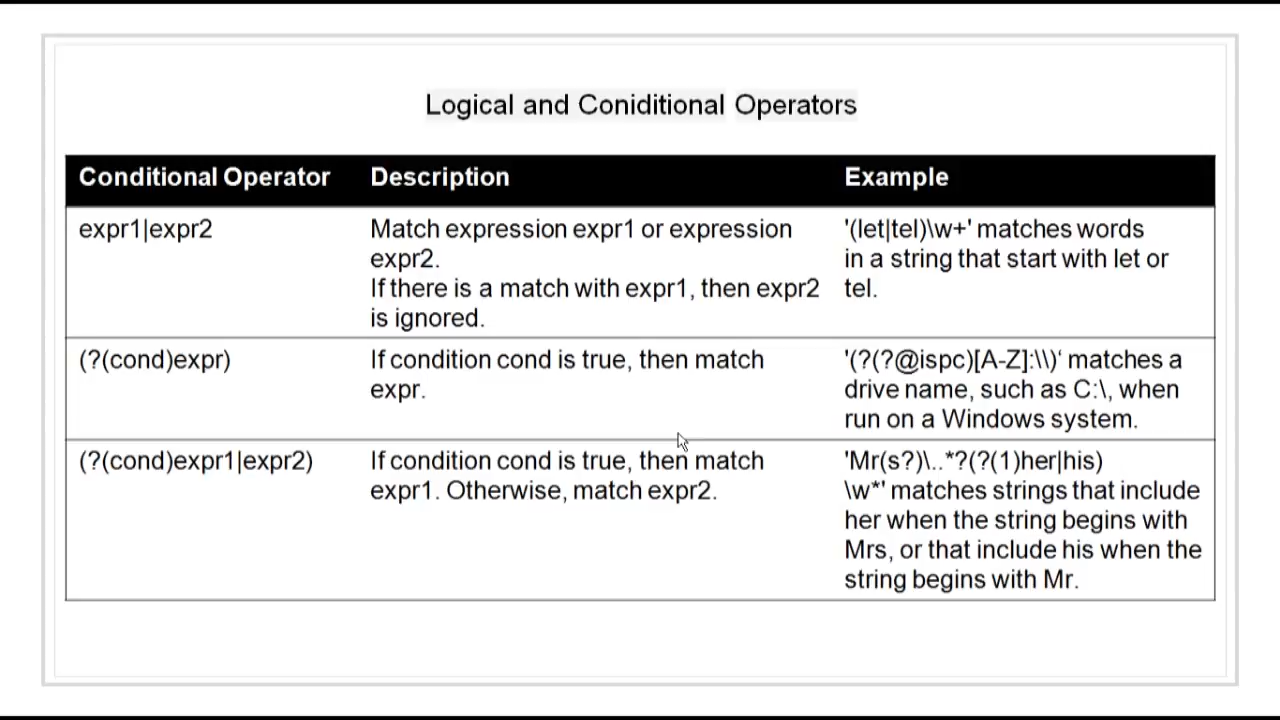 Logical and Coniditional Operators
Conditional Operator Description Example
expr1|expr2
Match expression expr1 or expression
expr2.
If there is a match with expr1, then expr2
is ignored.
'(let|tel)\w+' matches words
in a string that start with let or
tel.
(?(cond)expr)
If condition cond is true, then match
expr.
'(?(?@ispc)[A-Z]:\\)‘ matches a
drive name, such as C:\, when
run on a Windows system.
(?(cond)expr1|expr2)
If condition cond is true, then match
expr1. Otherwise, match expr2.
'Mr(s?)\..*?(?(1)her|his)
\w*' matches strings that include
her when the string begins with
Mrs, or that include his when the
string begins with Mr.